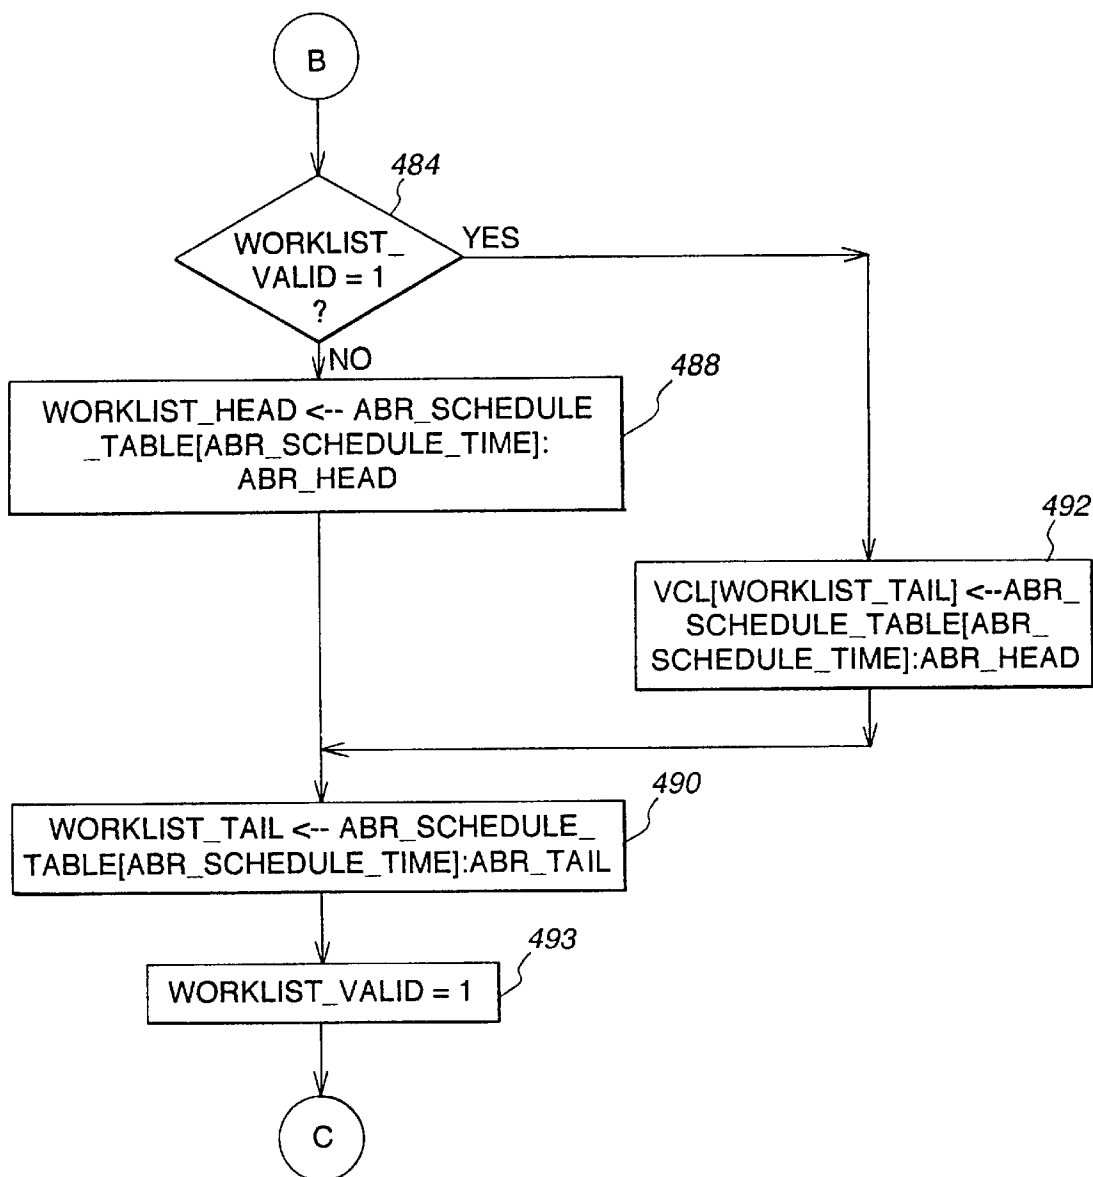 B
484
WORKLIST_
VALID = 1
?
YES
NO
488
WORKLIST_HEAD <-- ABR_SCHEDULE
_TABLE[ABR_SCHEDULE_TIME]:
ABR_HEAD
492
VCL[WORKLIST_TAIL] <--ABR_
SCHEDULE_TABLE[ABR_
SCHEDULE_TIME]:ABR_HEAD
490
WORKLIST_TAIL <-- ABR_SCHEDULE_
TABLE[ABR_SCHEDULE_TIME]:ABR_TAIL
493
WORKLIST_VALID = 1
C